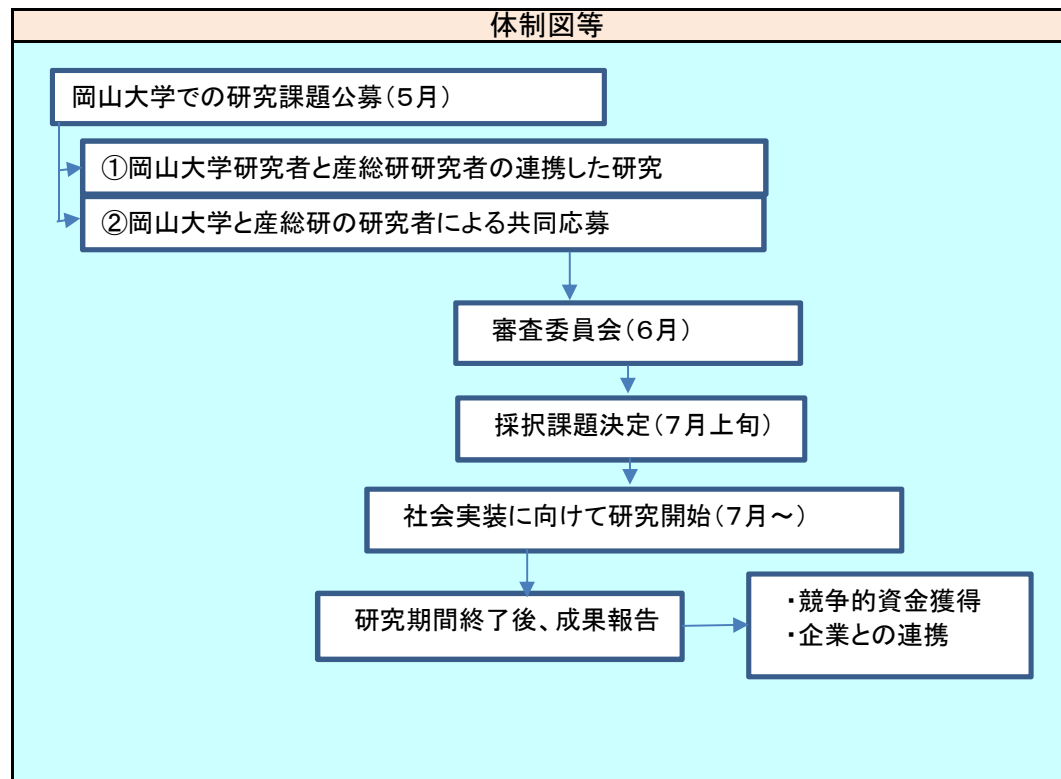 体制図等
岡山大学での研究課題公募(5月)
①岡山大学研究者と産総研研究者の連携した研究
②岡山大学と産総研の研究者による共同応募
審査委員会(6月)
採択課題決定(7月上旬)
社会実装に向けて研究開始(7月～)
研究期間終了後、成果報告
・競争的資金獲得
・企業との連携